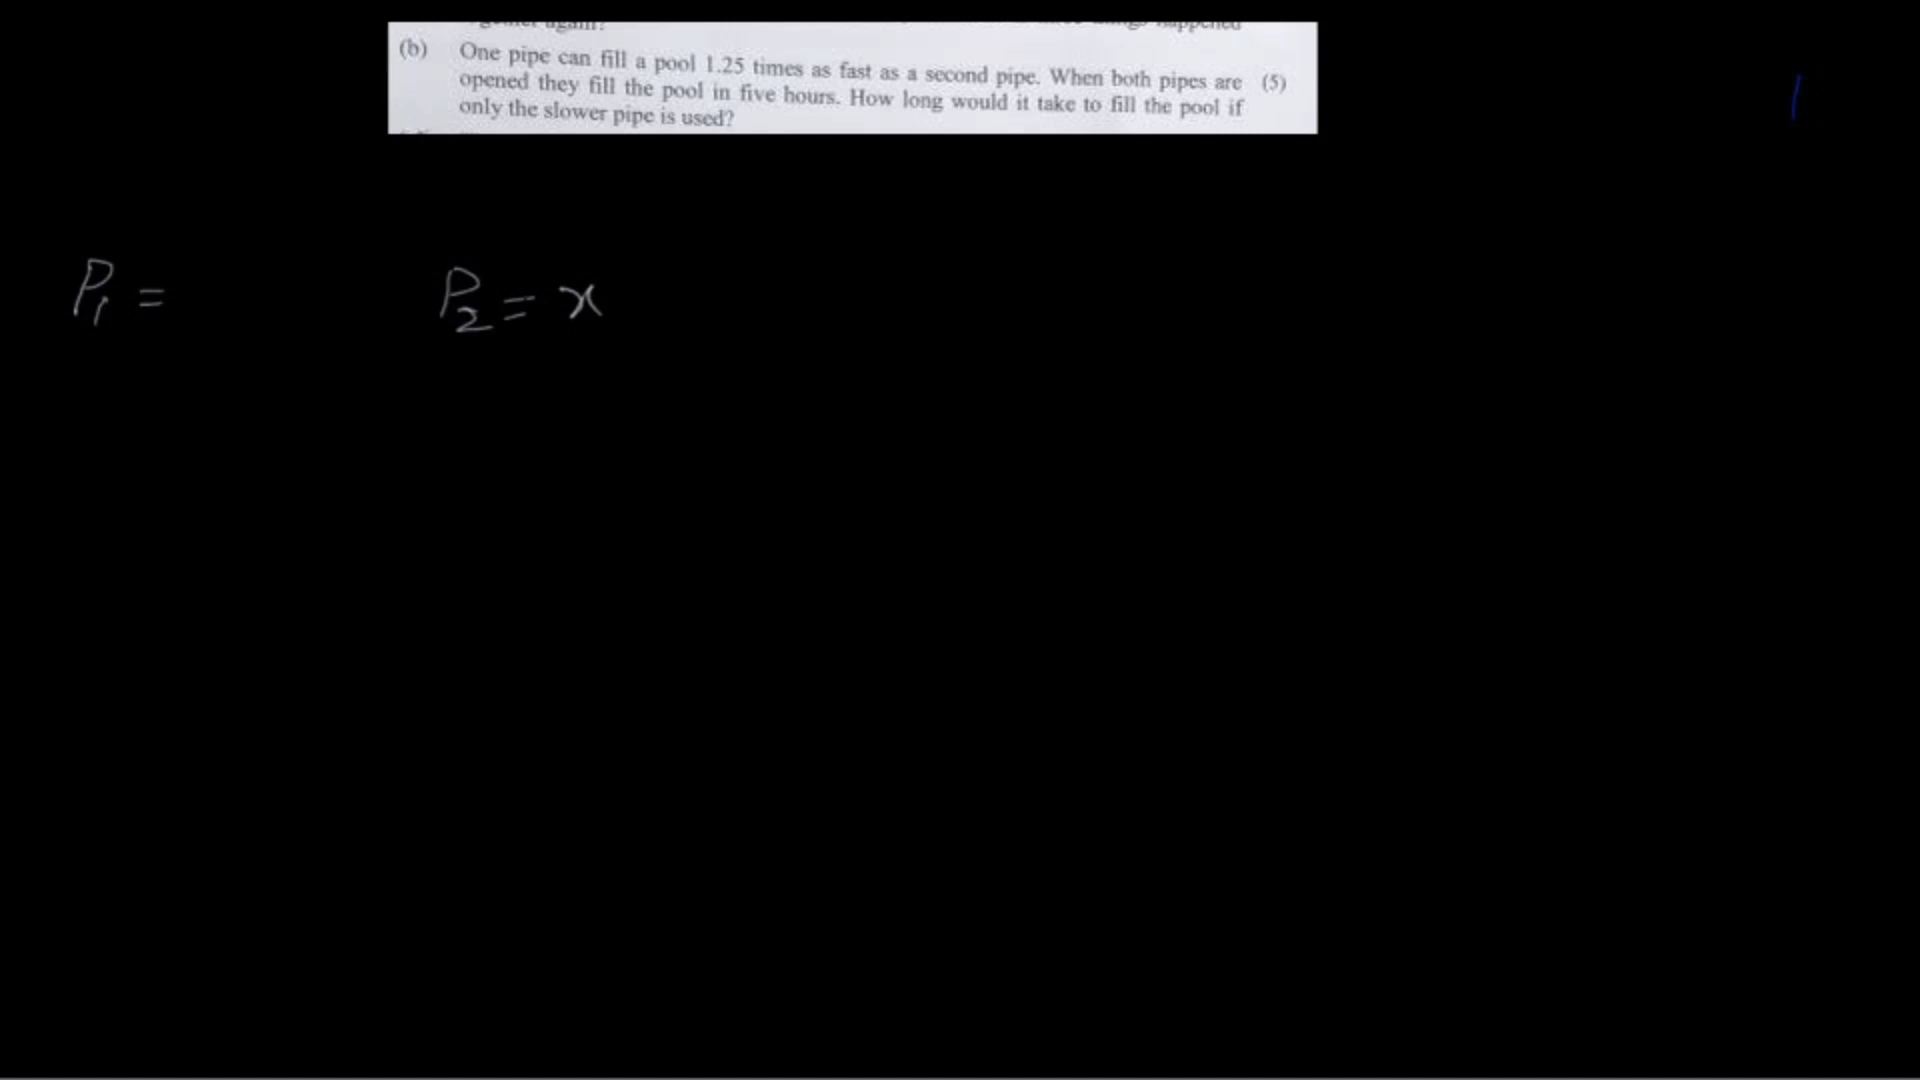 (b) One pipe can fill a pool 1.25 times as fast as a second pipe. When both pipes are (5)
opened they fill the pool in five hours. How long would it take to fill the pool if
only the slower pipe is used?
P₁ =
P₂ = x